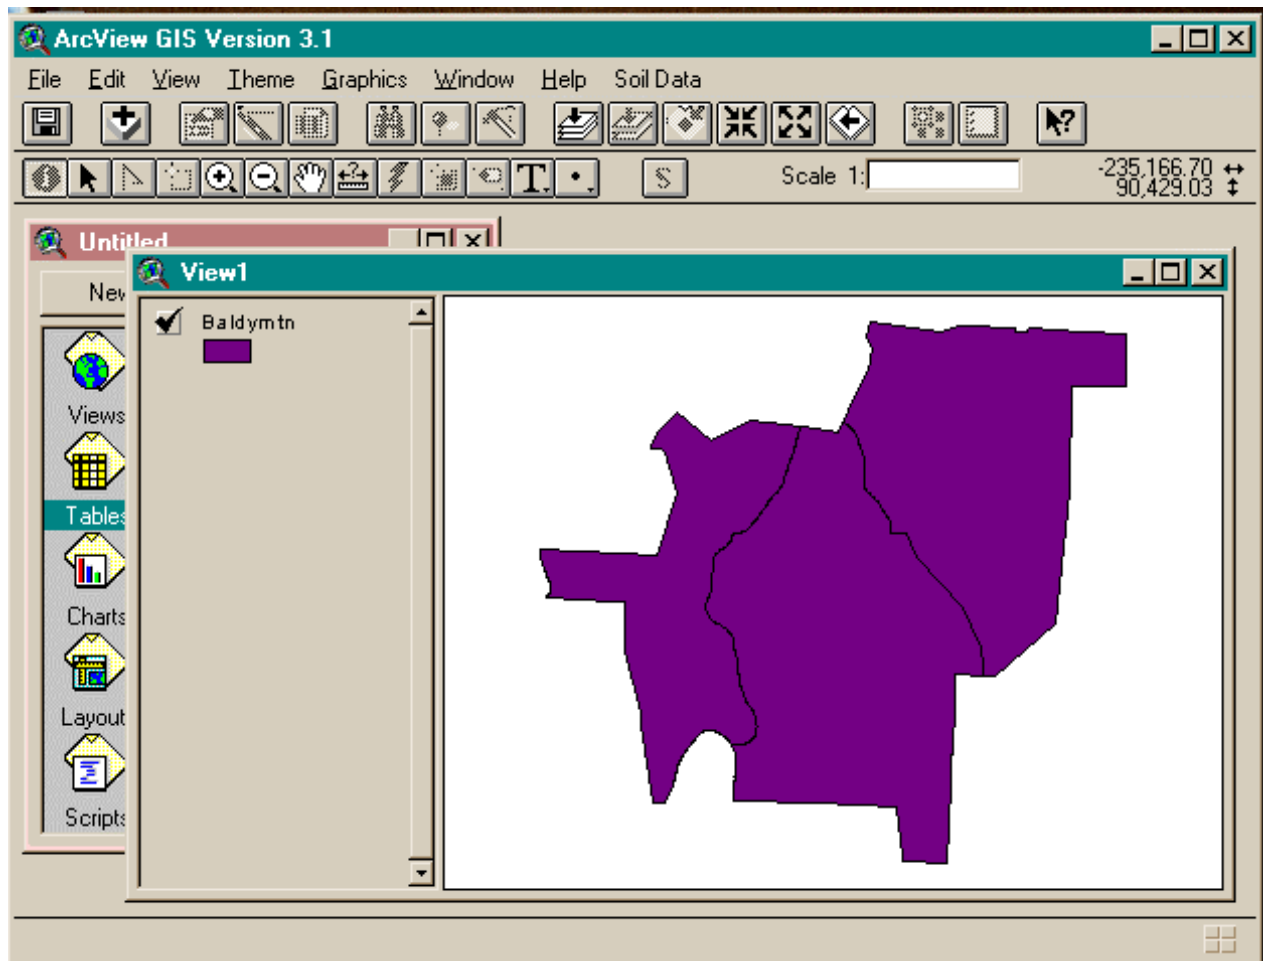 ArcView GIS Version 3.1
File Edit View Theme Graphics Window Help Soil Data
T S Scale 1: -235,166.70
90,429.03
Untitled
View1
New
Baldymtn
Views
Tables
Charts
Layout
Scripts